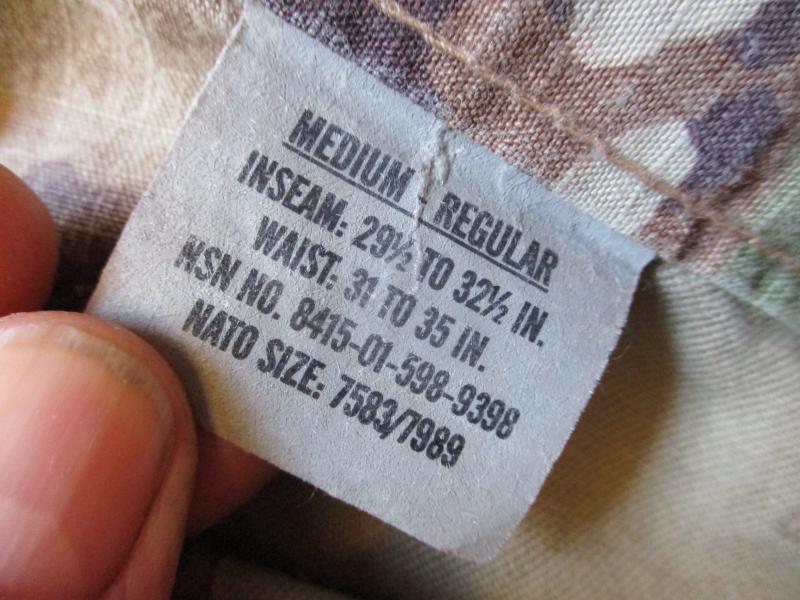 MEDIUM - REGULAR
INSEAM: 29½ TO 32½ IN.
WAIST: 31 TO 35 IN.
NSN NO. 8415-01-598-9398
NATO SIZE: 7583/7989